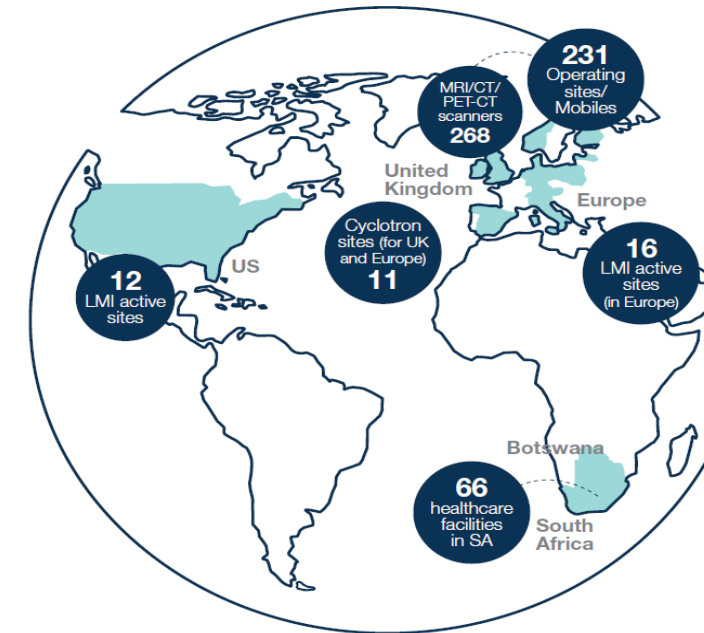 231
Operating
sites/
Mobiles
MRI/CT/
PET-CT
scanners
268
United
Kingdom
Europe
Cyclotron
sites (for UK
and Europe)
11
16
LMI active
sites
(in Europe)
US
12
LMI active
sites
Botswana
66
healthcare
facilities
in SA
South
Africa